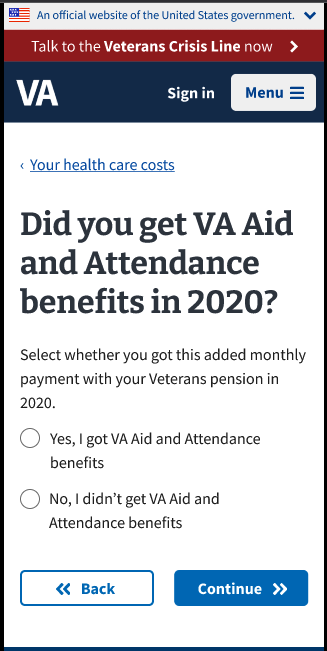 An official website of the United States government.
Talk to the Veterans Crisis Line now
VA
Sign in
Menu
‹ Your health care costs
Did you get VA Aid
and Attendance
benefits in 2020?
Select whether you got this added monthly
payment with your Veterans pension in
2020.
Yes, I got VA Aid and Attendance
benefits
No, I didn’t get VA Aid and
Attendance benefits
Back
Continue